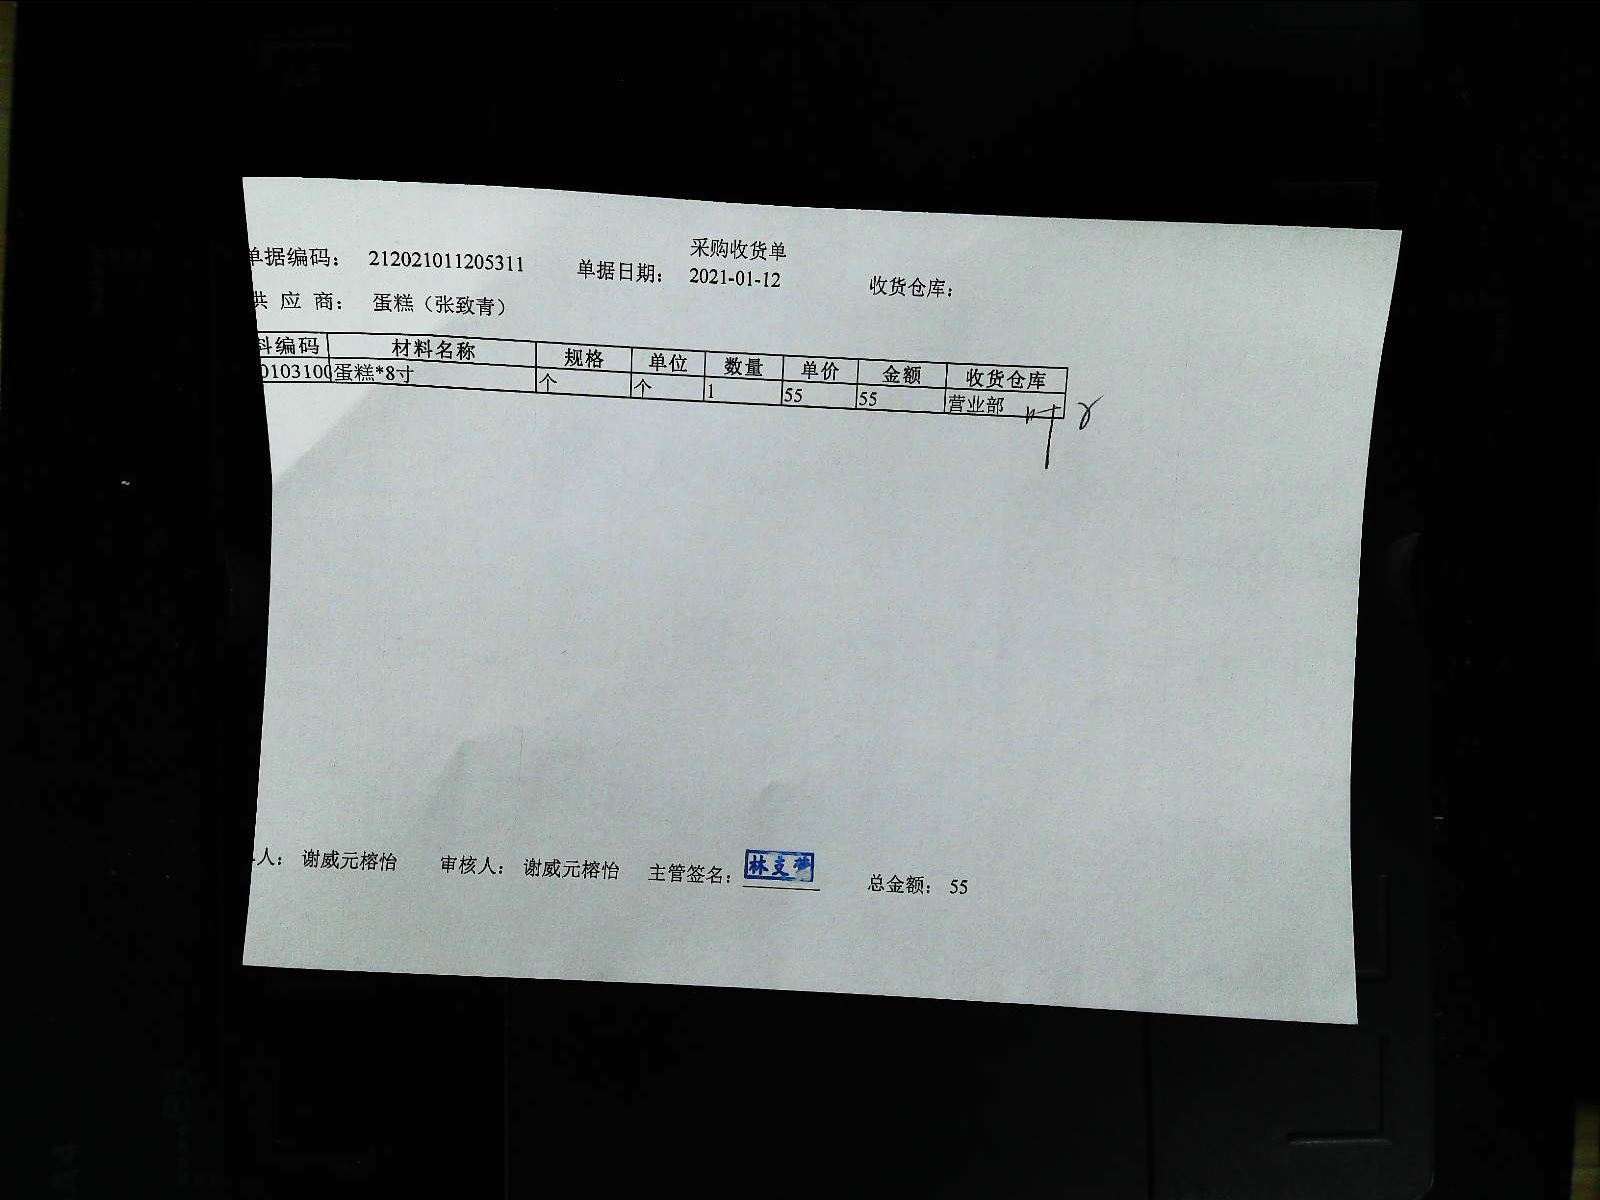 采购收货单
单据编码： 212021011205311 单据日期： 2021-01-12 收货仓库：
供 应 商： 蛋糕（张致青）
料编码 材料名称 规格 单位 数量 单价 金额 收货仓库
0103100 蛋糕*8寸 个 个 1 55 55 营业部
人： 谢威元榕怡 审核人： 谢威元榕怡 主管签名： 林支 总金额： 55